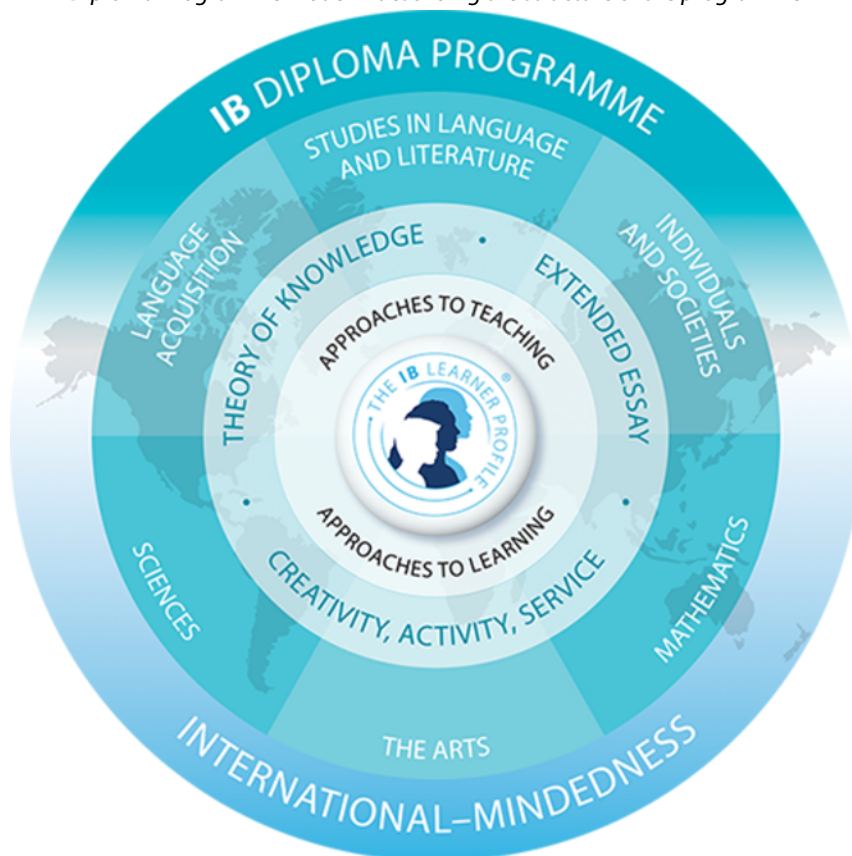 IB DIPLOMA PROGRAMME
STUDIES IN LANGUAGE
AND LITERATURE
LANGUAGE
ACQUISITION
INDIVIDUALS
AND SOCIETIES
THEORY OF KNOWLEDGE
EXTENDED ESSAY
APPROACHES TO TEACHING
THE IB LEARNER PROFILE
®
APPROACHES TO LEARNING
CREATIVITY, ACTIVITY, SERVICE
SCIENCES
MATHEMATICS
THE ARTS
INTERNATIONAL–MINDEDNESS